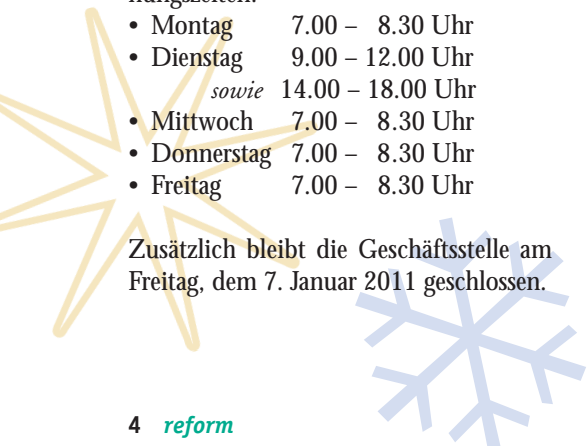 nungszeiten:
• Montag 7.00 – 8.30 Uhr
• Dienstag 9.00 – 12.00 Uhr
sowie 14.00 – 18.00 Uhr
• Mittwoch 7.00 – 8.30 Uhr
• Donnerstag 7.00 – 8.30 Uhr
• Freitag 7.00 – 8.30 Uhr
Zusätzlich bleibt die Geschäftsstelle am
Freitag, dem 7. Januar 2011 geschlossen.
4 reform